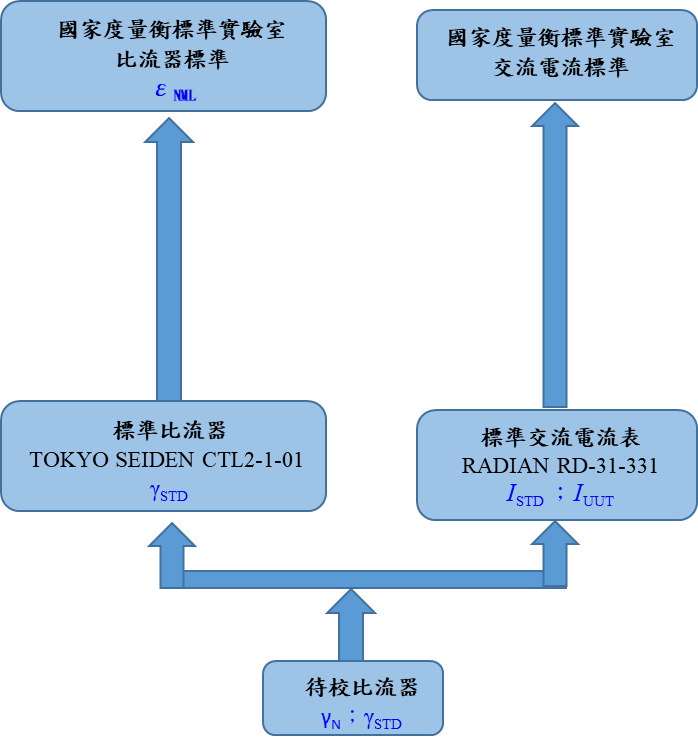 國家度量衡標準實驗室
比流器標準
ε NML
國家度量衡標準實驗室
交流電流標準
標準比流器
TOKYO SEIDEN CTL2-1-01
γSTD
標準交流電流表
RADIAN RD-31-331
ISTD ；IUUT
待校比流器
γN；γSTD